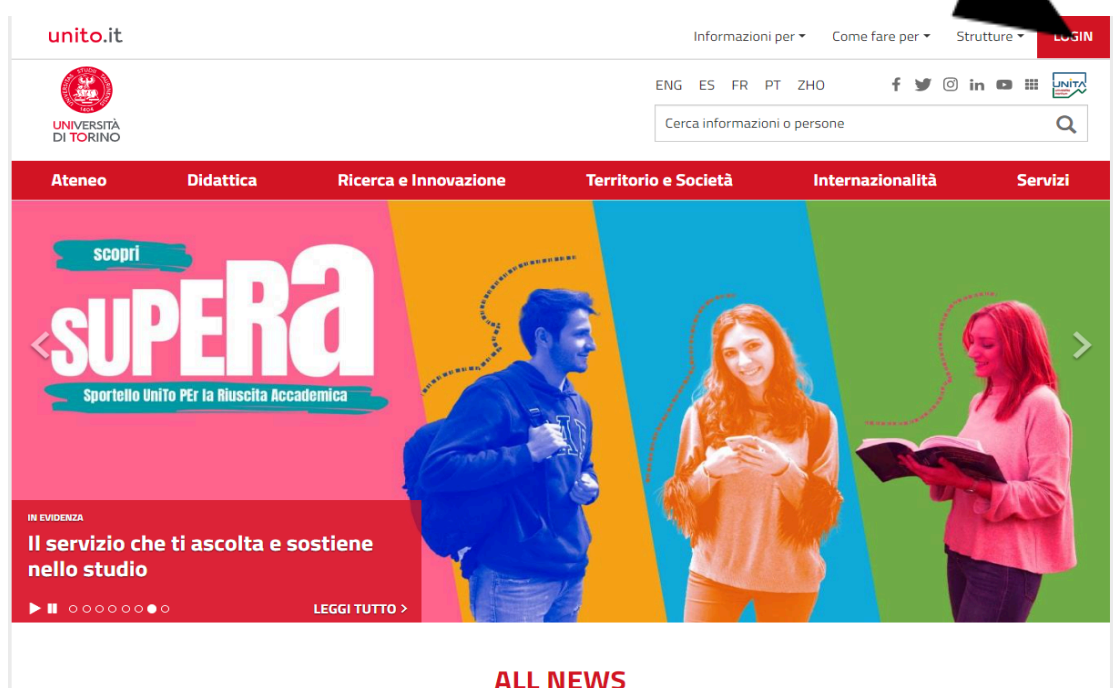 unito.it
Informazioni per
Come fare per
Strutture
LOGIN
ENG ES FR PT ZHO
UNITA
UNIVERSITÀ
DI TORINO
Cerca informazioni o persone
Ateneo
Didattica
Ricerca e Innovazione
Territorio e Società
Internazionalità
Servizi
scopri
SUPERa
Sportello UniTo PEr la Riuscita Accademica
IN EVIDENZA
Il servizio che ti ascolta e sostiene
nello studio
LEGGI TUTTO >
ALL NEWS